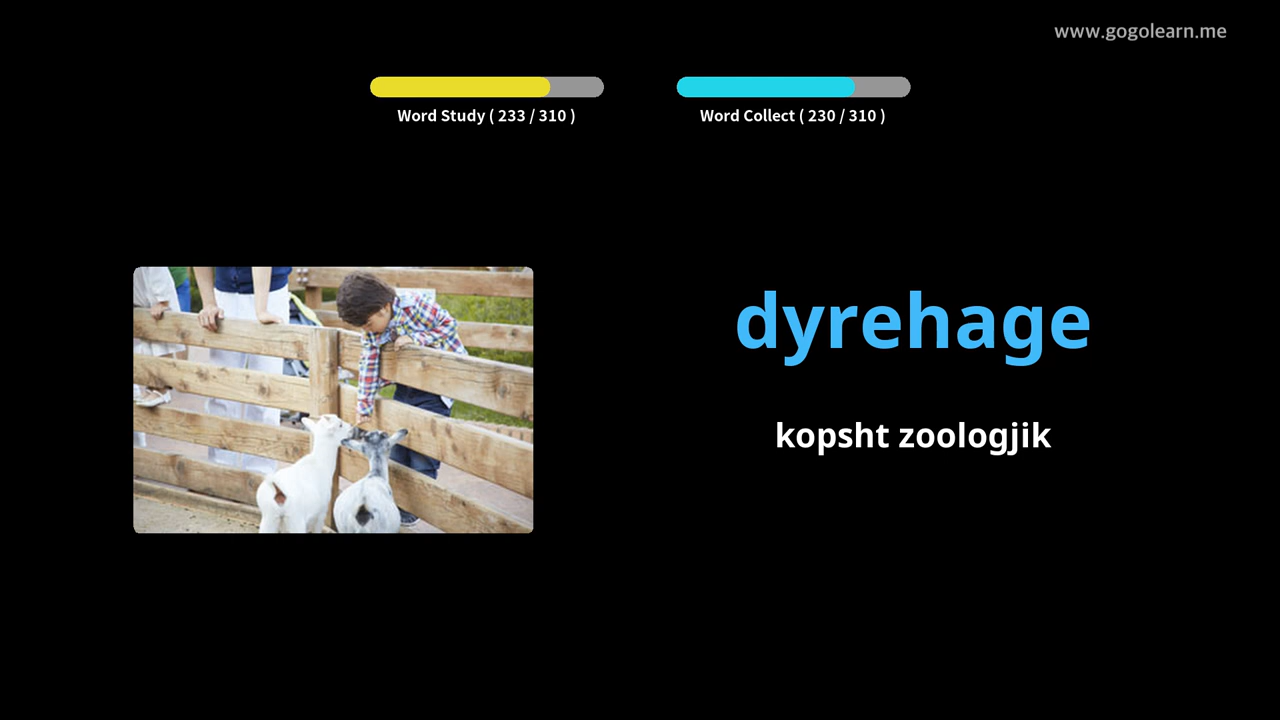 www.gogolearn.me
Word Study ( 233 / 310 )
Word Collect ( 230 / 310 )
dyrehage
kopsht zoologjik